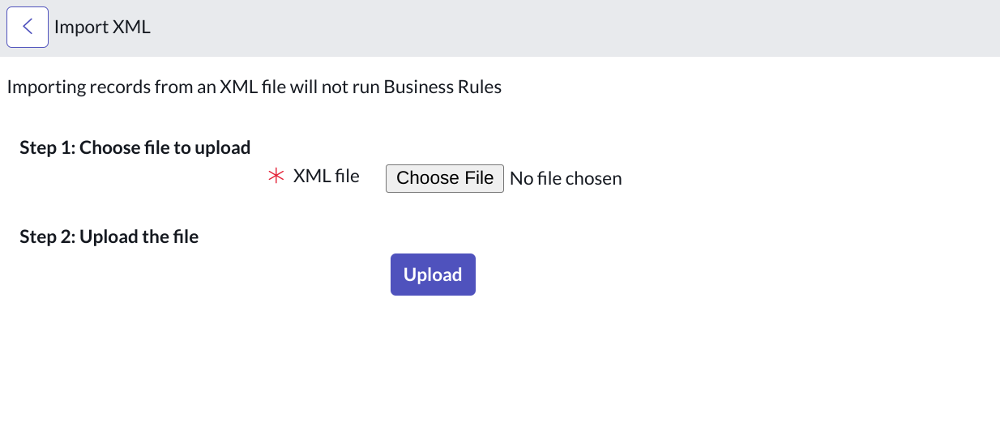 Import XML
Importing records from an XML file will not run Business Rules
Step 1: Choose file to upload
XML file Choose File No file chosen
Step 2: Upload the file
Upload